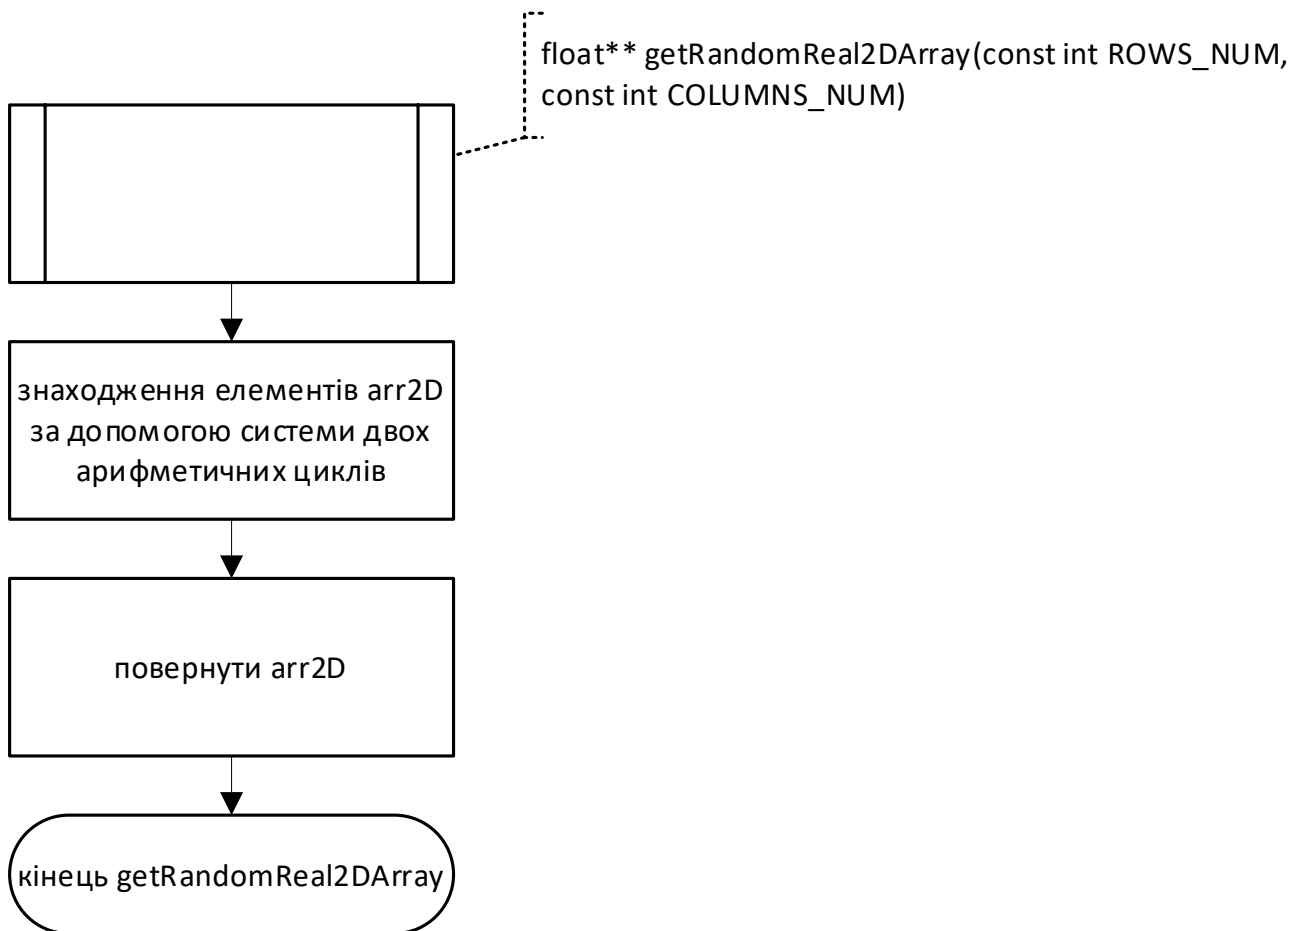 float** getRandomReal2DArray(const int ROWS_NUM,
const int COLUMNS_NUM)
знаходження елементів arr2D
за допомогою системи двох
арифметичних циклів
повернути arr2D
кінець getRandomReal2DArray